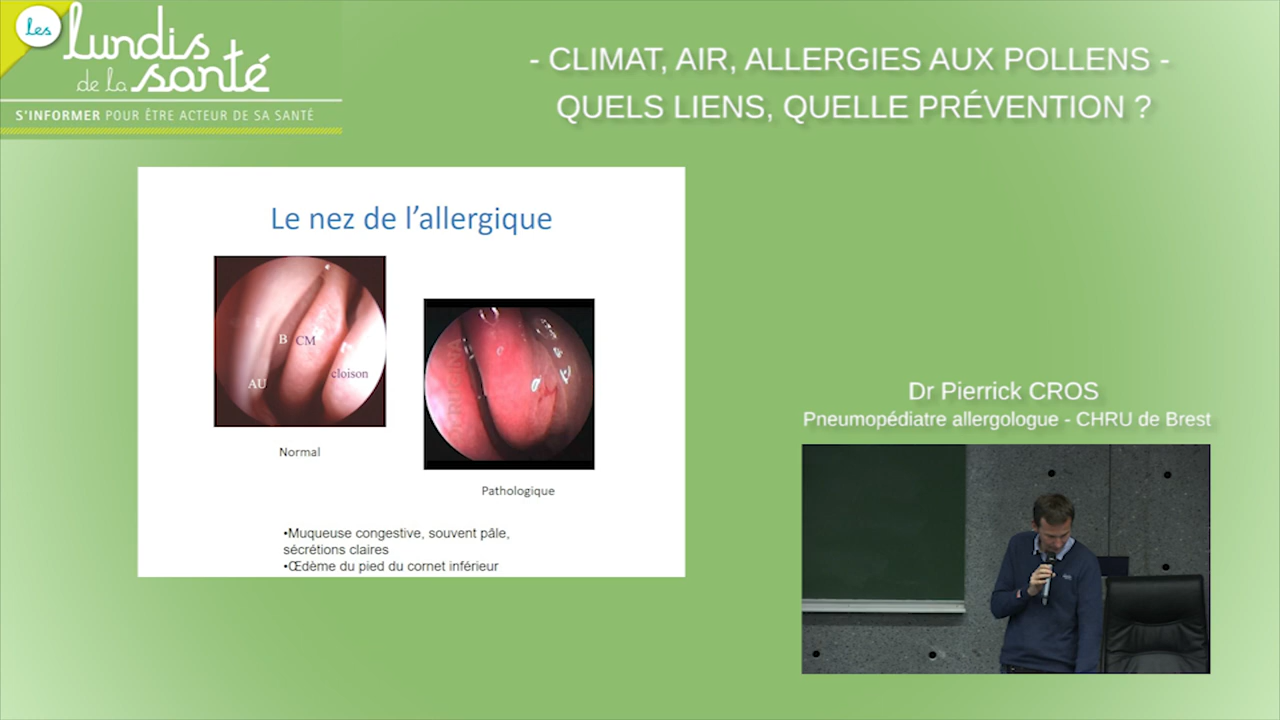 Les
lundis
de la santé
S'INFORMER POUR ÊTRE ACTEUR DE SA SANTÉ
- CLIMAT, AIR, ALLERGIES AUX POLLENS -
QUELS LIENS, QUELLE PRÉVENTION ?
Le nez de l'allergique
B CM
cloison
AU
Normal
Pathologique
•Muqueuse congestive, souvent pâle,
sécrétions claires
•Œdème du pied du cornet inférieur
Dr Pierrick CROS
Pneumopédiatre allergologue - CHRU de Brest